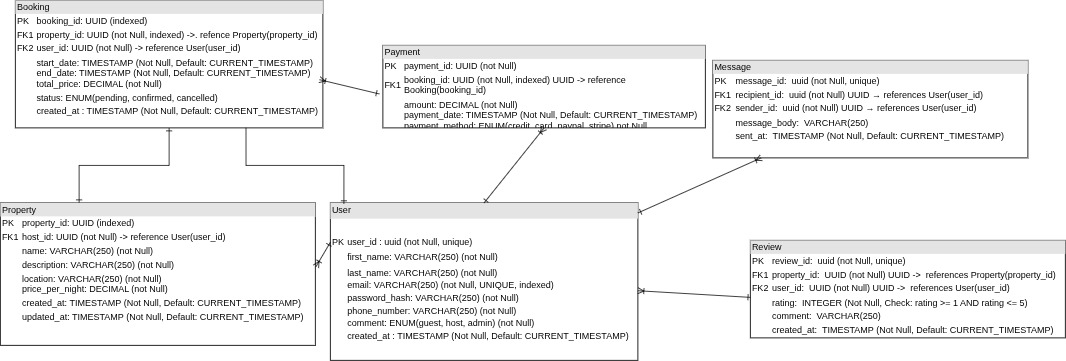 Booking
PK booking_id: UUID (indexed)
FK1 property_id: UUID (not Null, indexed) ->. refence Property(property_id)
FK2 user_id: UUID (not Null) -> reference User(user_id)
start_date: TIMESTAMP (Not Null, Default: CURRENT_TIMESTAMP)
end_date: TIMESTAMP (Not Null, Default: CURRENT_TIMESTAMP)
total_price: DECIMAL (not Null)
status: ENUM(pending, confirmed, cancelled)
created_at : TIMESTAMP (Not Null, Default: CURRENT_TIMESTAMP)
Payment
PK payment_id: UUID (not Null)
FK1 booking_id: UUID (not Null, indexed) UUID -> reference
Booking(booking_id)
amount: DECIMAL (not Null)
payment_date: TIMESTAMP (Not Null, Default: CURRENT_TIMESTAMP)
payment_method: ENUM(credit_card, paypal, stripe) not Null
Message
PK message_id: uuid (not Null, unique)
FK1 recipient_id: uuid (not Null) UUID → references User(user_id)
FK2 sender_id: uuid (not Null) UUID → references User(user_id)
message_body: VARCHAR(250)
sent_at: TIMESTAMP (Not Null, Default: CURRENT_TIMESTAMP)
Property
PK property_id: UUID (indexed)
FK1 host_id: UUID (not Null) -> reference User(user_id)
name: VARCHAR(250) (not Null)
description: VARCHAR(250) (not Null)
location: VARCHAR(250) (not Null)
price_per_night: DECIMAL (not Null)
created_at: TIMESTAMP (Not Null, Default: CURRENT_TIMESTAMP)
updated_at: TIMESTAMP (Not Null, Default: CURRENT_TIMESTAMP)
User
PK user_id : uuid (not Null, unique)
first_name: VARCHAR(250) (not Null)
last_name: VARCHAR(250) (not Null)
email: VARCHAR(250) (not Null, UNIQUE, indexed)
password_hash: VARCHAR(250) (not Null)
phone_number: VARCHAR(250) (not Null)
comment: ENUM(guest, host, admin) (not Null)
created_at : TIMESTAMP (Not Null, Default: CURRENT_TIMESTAMP)
Review
PK review_id: uuid (not Null, unique)
FK1 property_id: UUID (not Null) UUID -> references Property(property_id)
FK2 user_id: UUID (not Null) UUID -> references User(user_id)
rating: INTEGER (Not Null, Check: rating >= 1 AND rating <= 5)
comment: VARCHAR(250)
created_at: TIMESTAMP (Not Null, Default: CURRENT_TIMESTAMP)